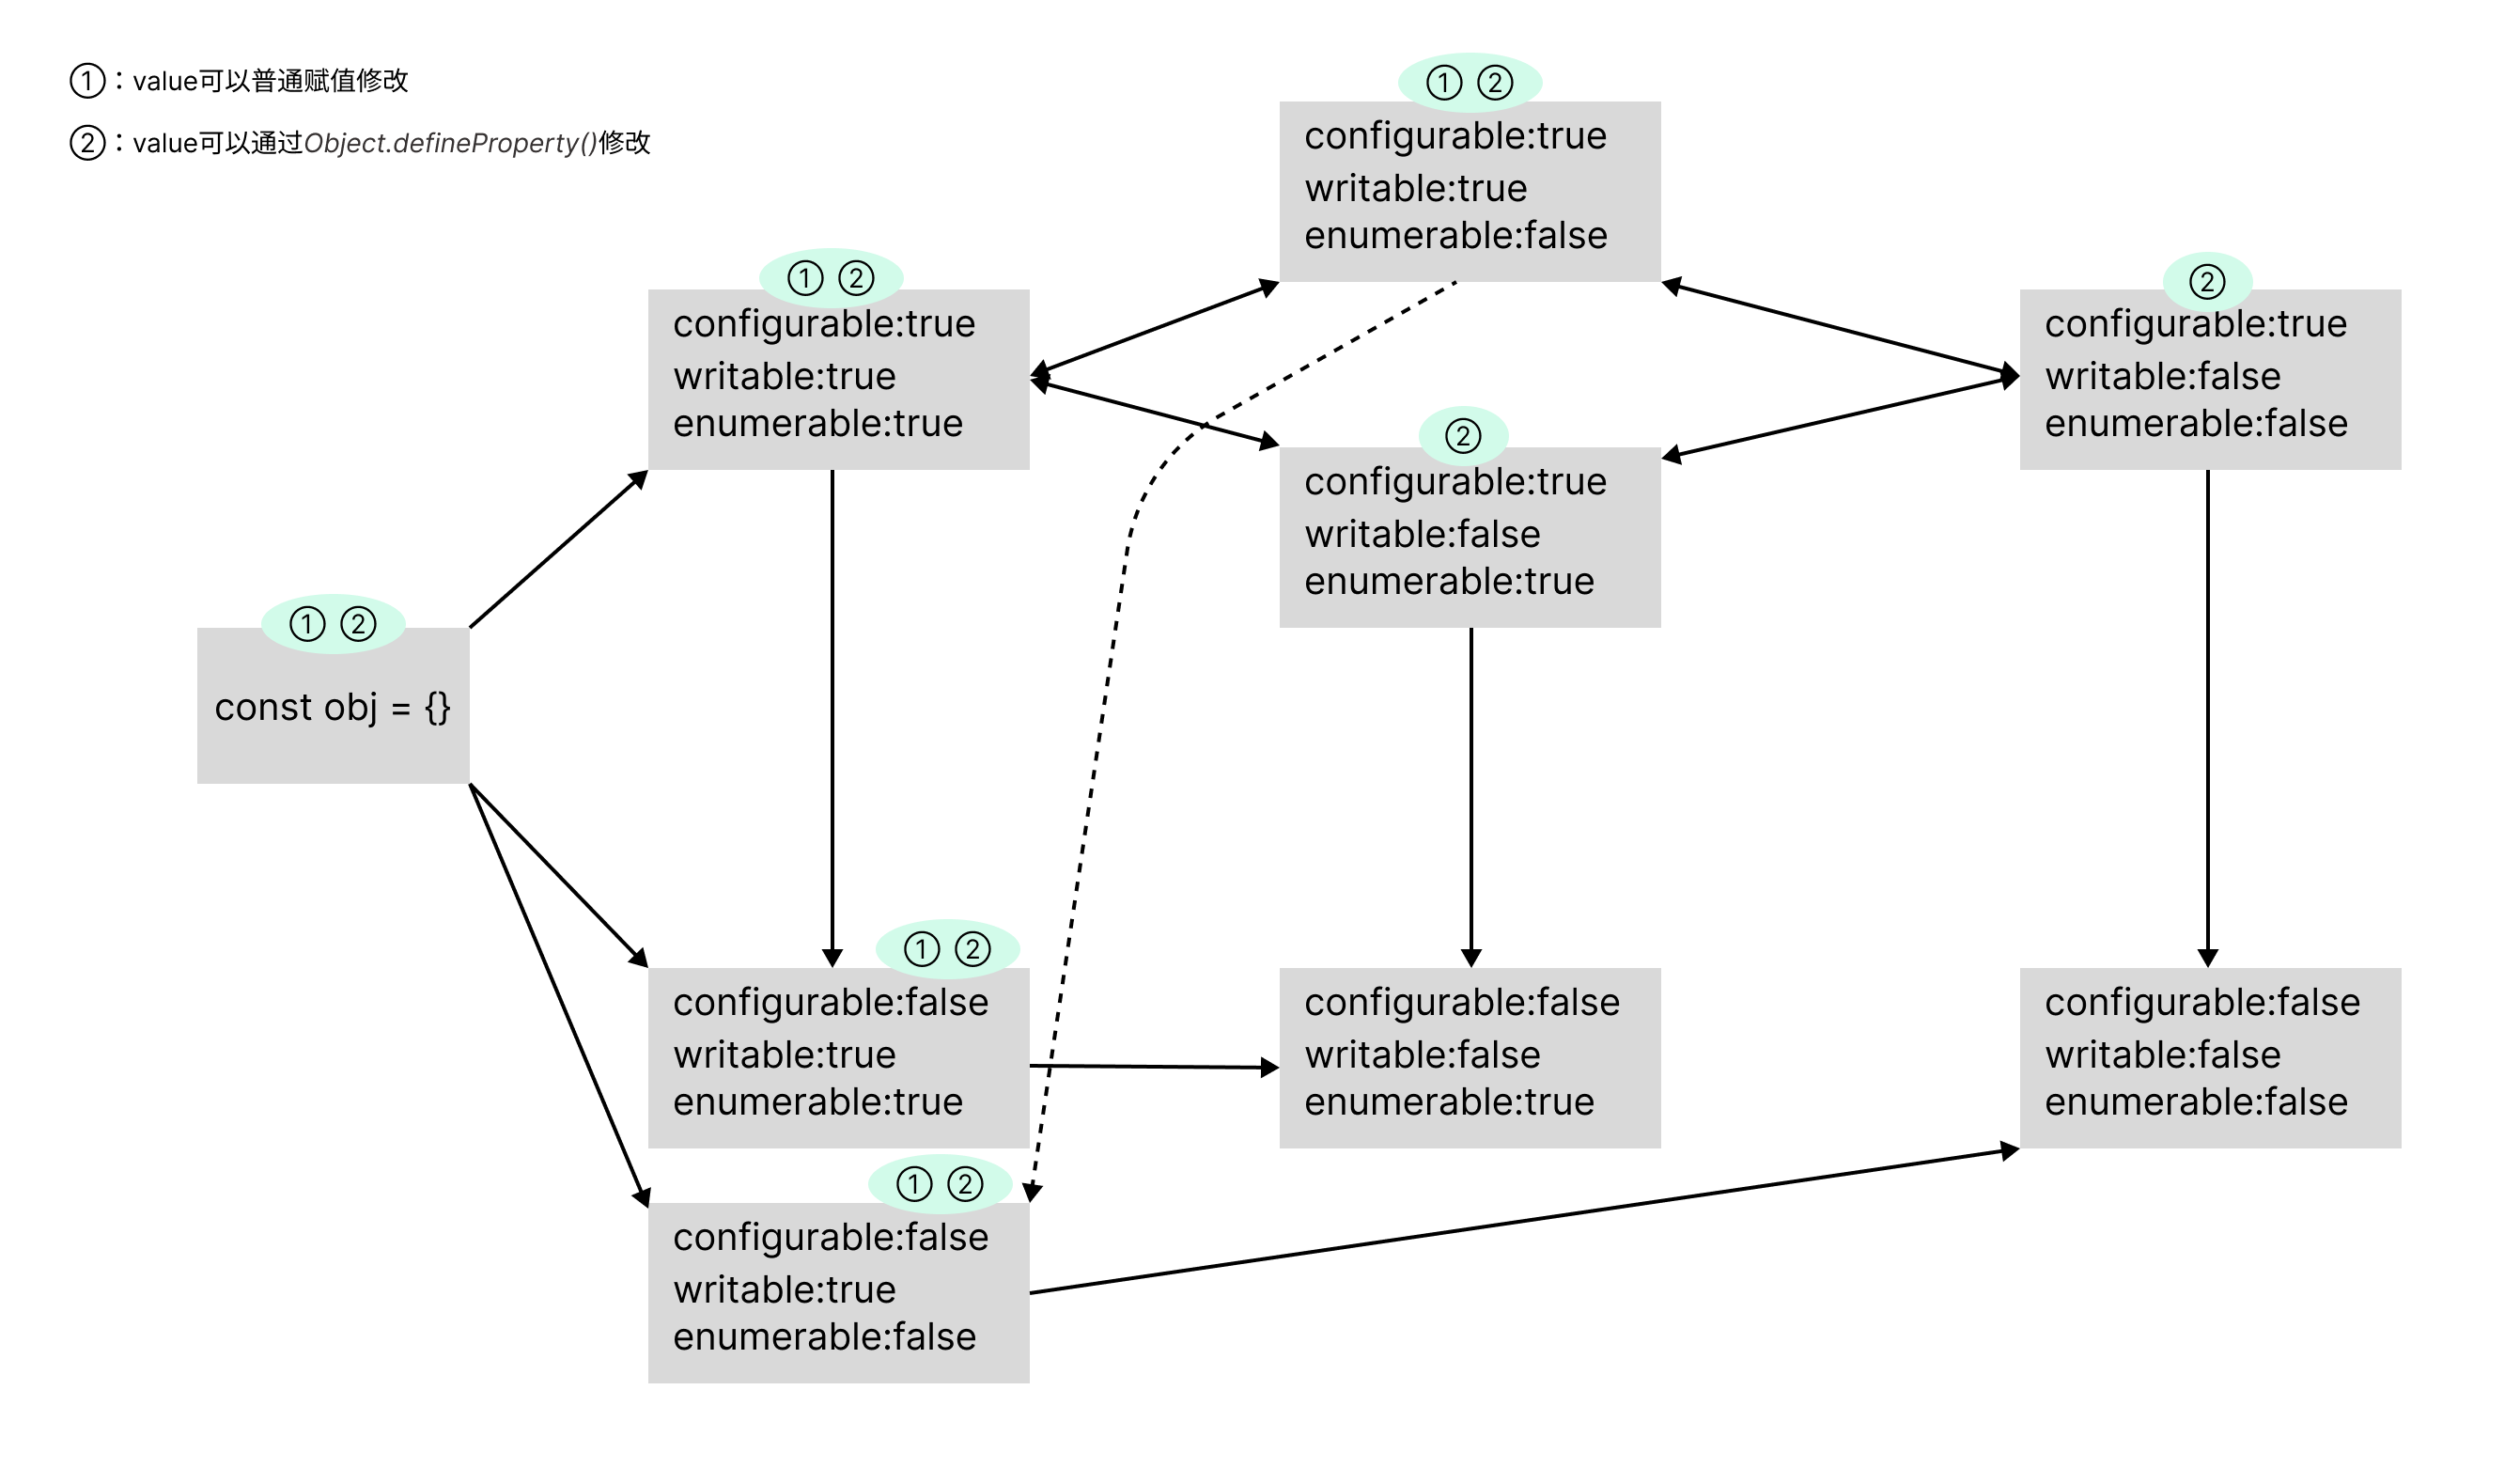 ①：value可以普通赋值修改
②：value可以通过Object.defineProperty()修改
① ②
configurable:true
writable:true
enumerable:false
① ②
configurable:true
writable:true
enumerable:true
②
configurable:true
writable:false
enumerable:false
②
configurable:true
writable:false
enumerable:true
① ②
const obj = {}
① ②
configurable:false
writable:true
enumerable:true
configurable:false
writable:false
enumerable:true
configurable:false
writable:false
enumerable:false
① ②
configurable:false
writable:true
enumerable:false